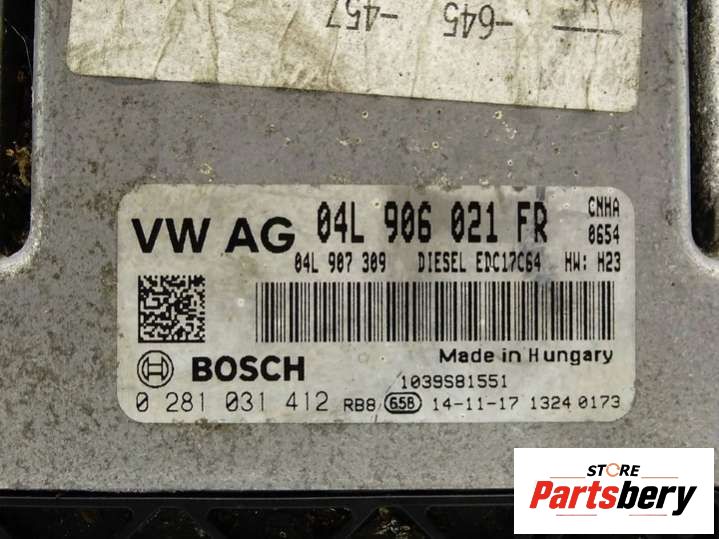 -457
-645
VW AG 04L 906 021 FR CNHA
0654
04L 907 309 DIESEL EDC17C64 HW: H23
Made in Hungary
BOSCH 1039S81551
0 281 031 412 RB8 65B 14-11-17 1324 0173
STORE
Partsbery